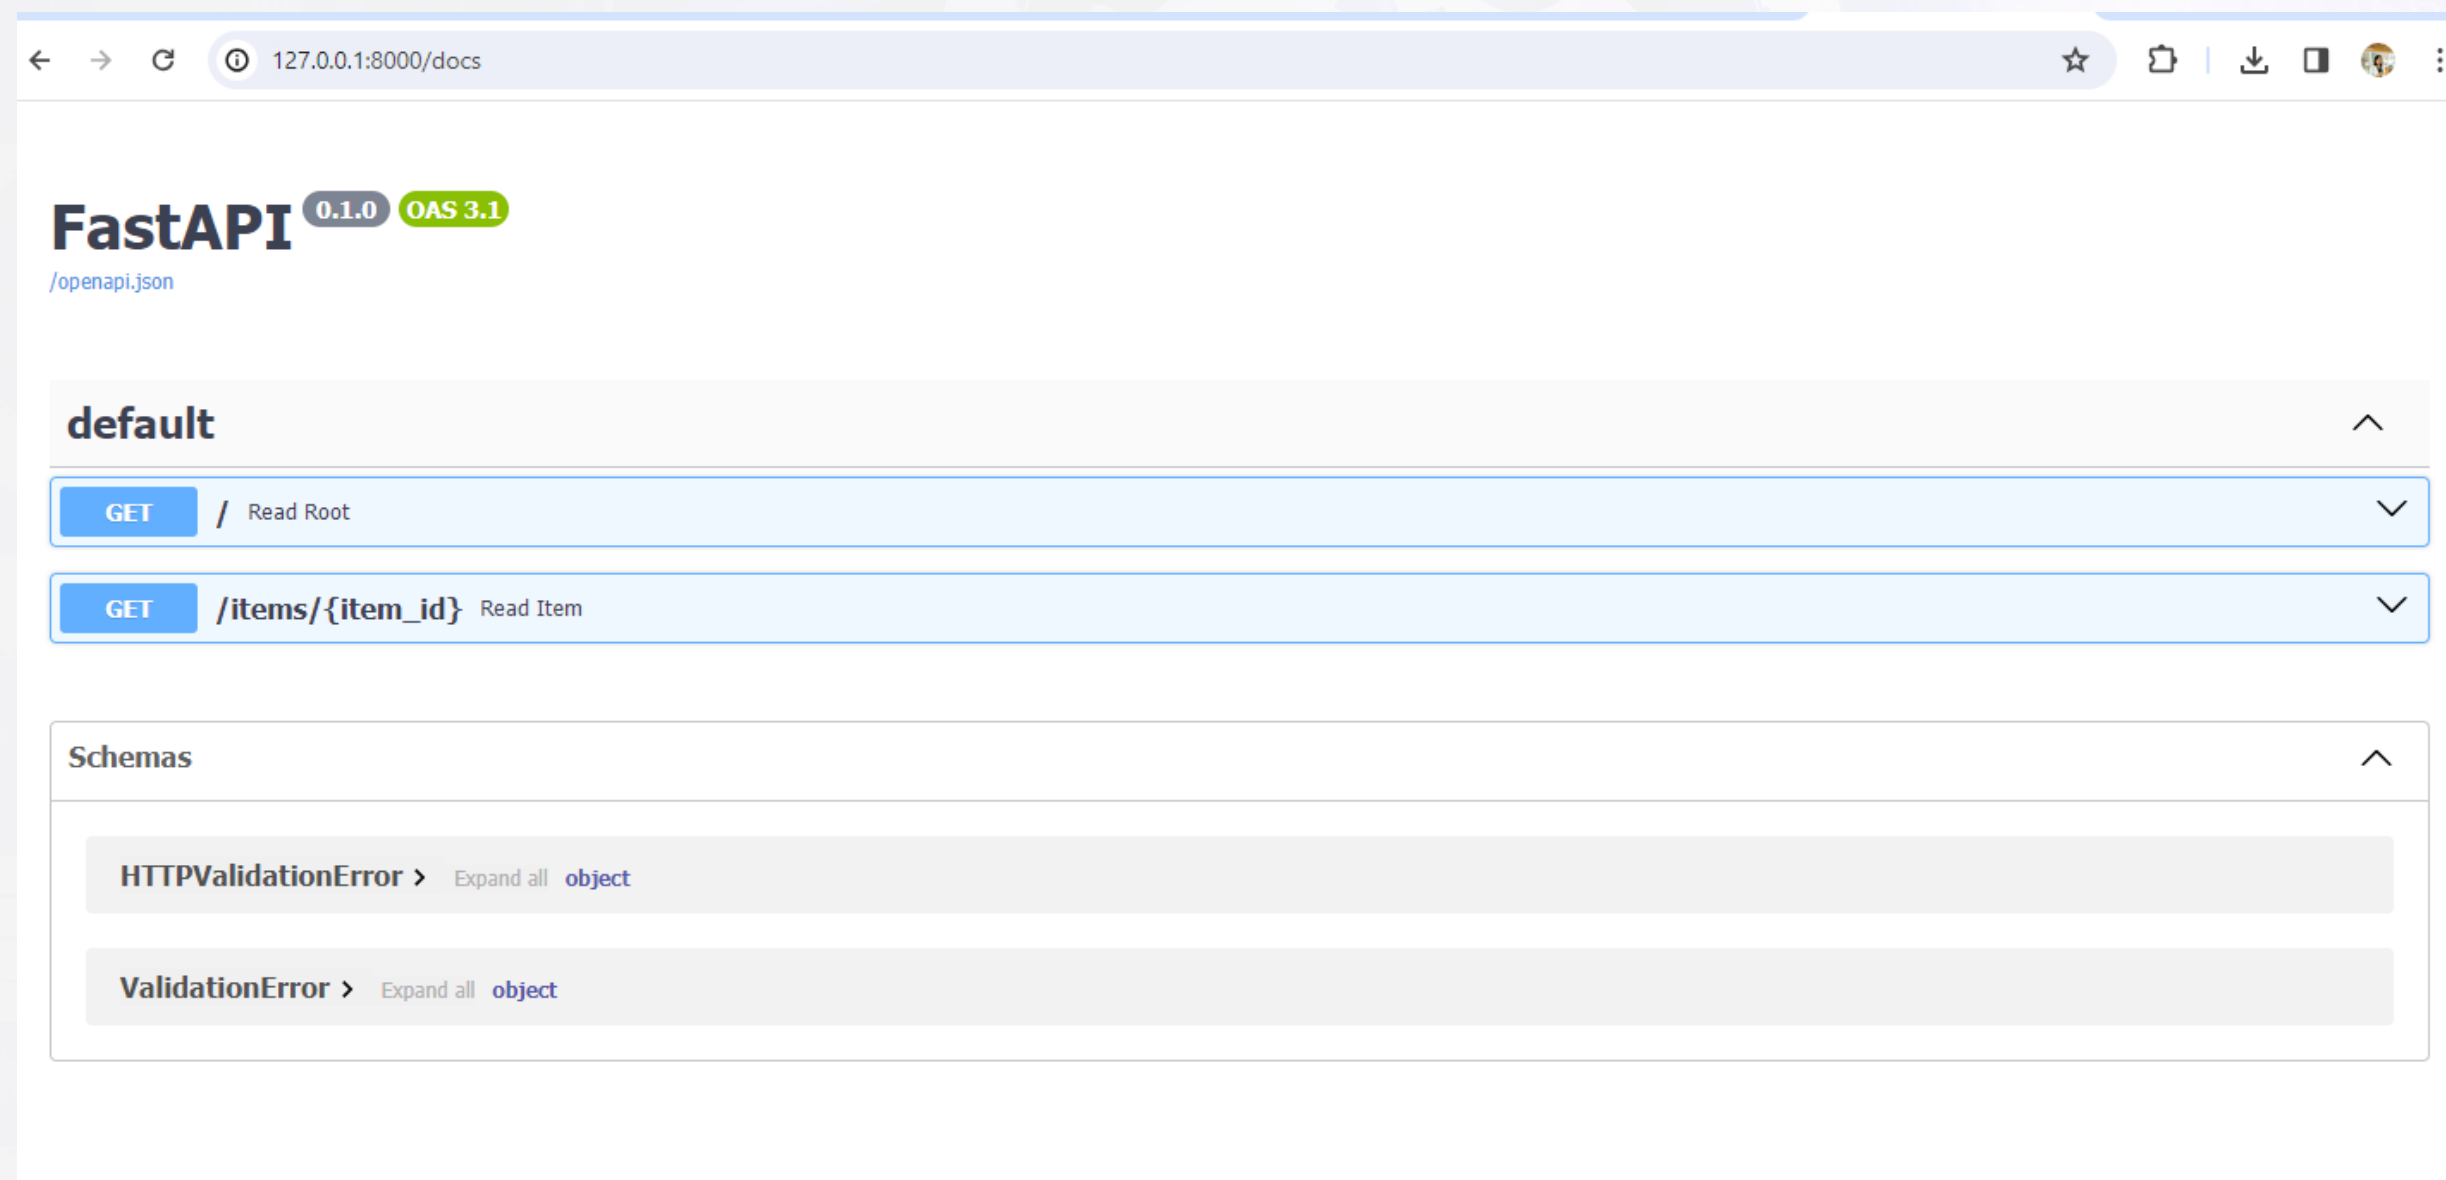 127.0.0.1:8000/docs
FastAPI 0.1.0 OAS 3.1
/openapi.json
default
GET / Read Root
GET /items/{item_id} Read Item
Schemas
HTTPValidationError > Expand all object
ValidationError > Expand all object